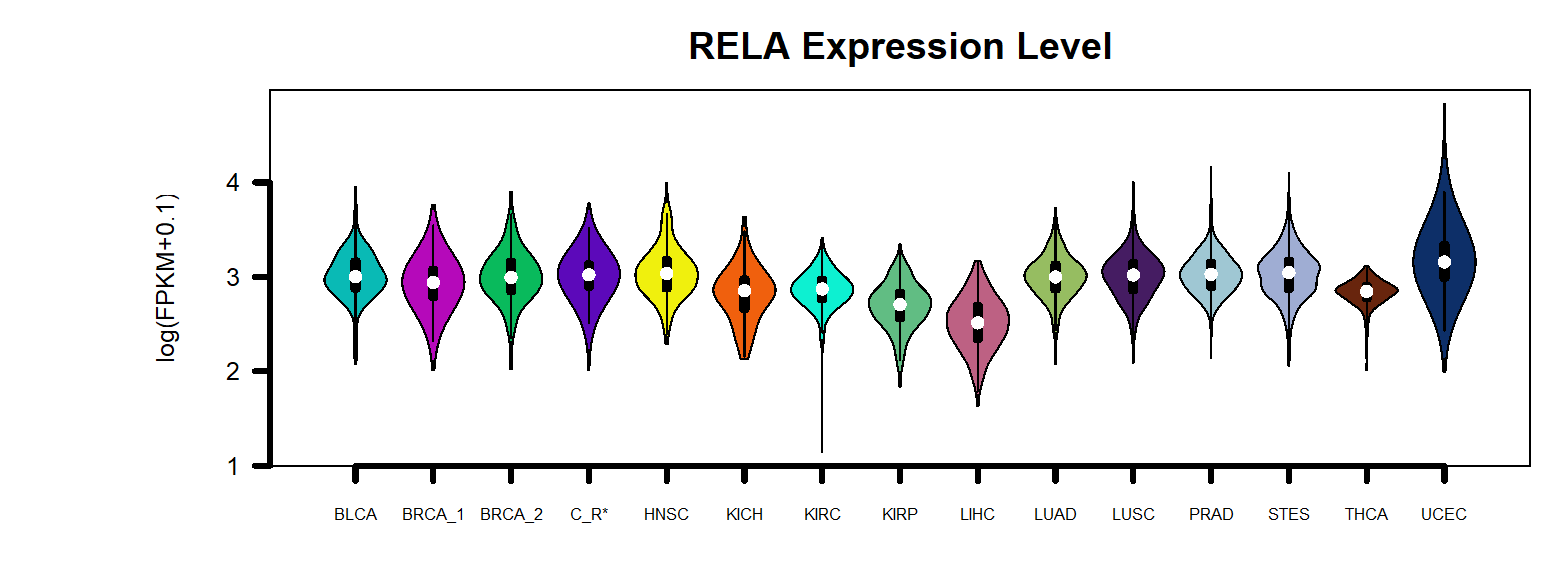 RELA Expression Level
log(FPKM+0.1)
4
3
2
1
BLCA BRCA_1 BRCA_2 C_R* HNSC KICH KIRC KIRP LIHC LUAD LUSC PRAD STES THCA UCEC